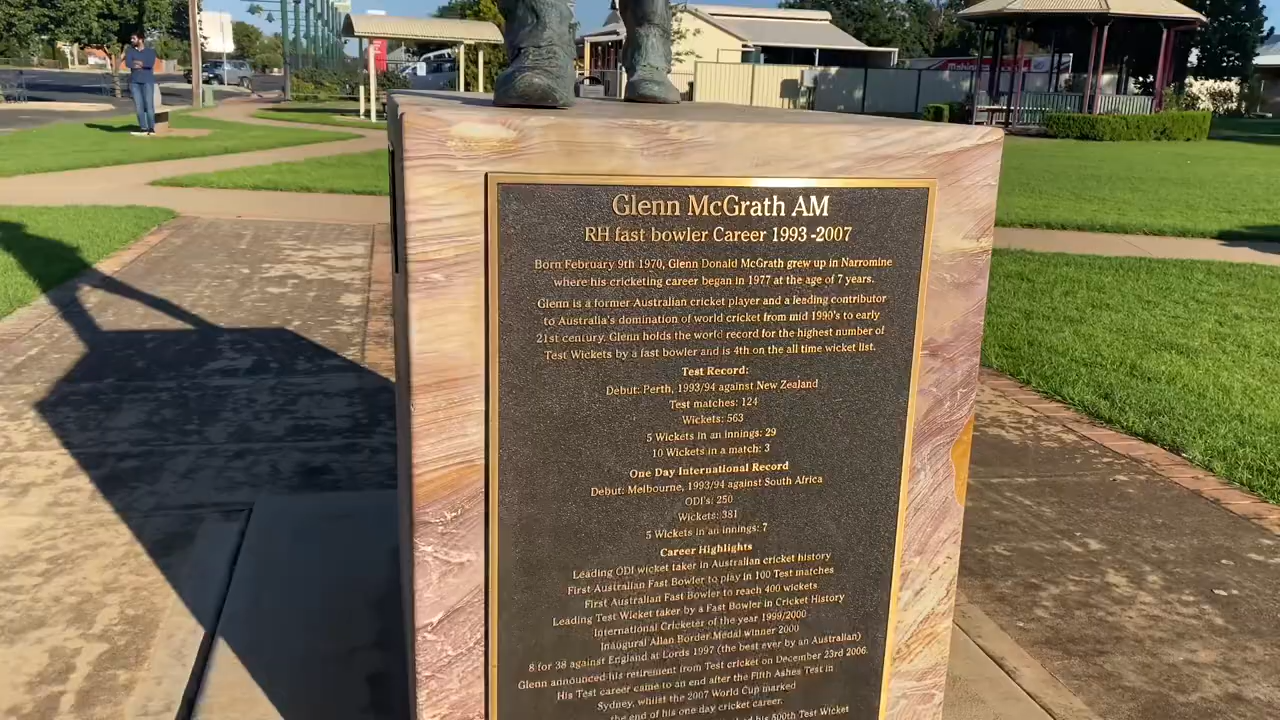 Mahindra
Glenn McGrath AM
RH fast bowler Career 1993 -2007
Born February 9th 1970, Glenn Donald McGrath grew up in Narromine
where his cricketing career began in 1977 at the age of 7 years.
Glenn is a former Australian cricket player and a leading contributor
to Australia's domination of world cricket from mid 1990's to early
21st century. Glenn holds the world record for the highest number of
Test Wickets by a fast bowler and is 4th on the all time wicket list.
Test Record:
Debut: Perth, 1993/94 against New Zealand
Test matches: 124
Wickets: 563
5 Wickets in an innings: 29
10 Wickets in a match: 3
One Day International Record
Debut: Melbourne, 1993/94 against South Africa
ODI's: 250
Wickets: 381
5 Wickets in an innings: 7
Career Highlights
Leading ODI wicket taker in Australian cricket history
First Australian Fast Bowler to play in 100 Test matches
First Australian Fast Bowler to reach 400 wickets
Leading Test Wicket taker by a Fast Bowler in Cricket History
International Cricketer of the year 1999/2000
Inaugural Allan Border Medal winner 2000
8 for 38 against England at Lords 1997 (the best ever by an Australian)
Glenn announced his retirement from Test cricket on December 23rd 2006.
His Test career came to an end after the Fifth Ashes Test in
Sydney, whilst the 2007 World Cup marked
the end of his one day cricket career.
his 500th Test Wicket